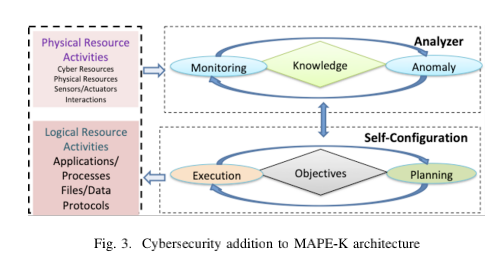 Physical Resource
Activities
Cyber Resources
Physical Resources
Sensors/Actuators
Interactions
Analyzer
Monitoring
Knowledge
Anomaly
Logical Resource
Activities
Applications/
Processes
Files/Data
Protocols
Self-Configuration
Execution
Objectives
Planning
Fig. 3. Cybersecurity addition to MAPE-K architecture